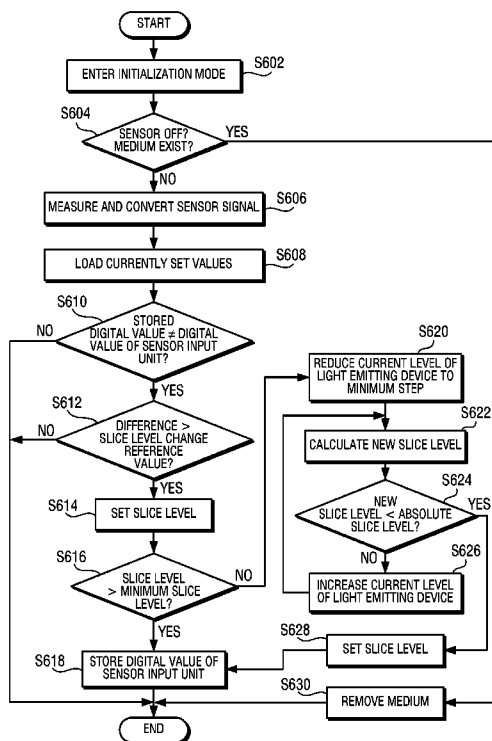 START
S602
ENTER INITIALIZATION MODE
S604
SENSOR OFF?
MEDIUM EXIST?
YES
NO
S606
MEASURE AND CONVERT SENSOR SIGNAL
S608
LOAD CURRENTLY SET VALUES
S610
STORED
DIGITAL VALUE ≠ DIGITAL
VALUE OF SENSOR INPUT
UNIT?
NO
YES
S612
DIFFERENCE >
SLICE LEVEL CHANGE
REFERENCE
VALUE?
NO
YES
S614
SET SLICE LEVEL
S616
SLICE LEVEL
> MINIMUM SLICE
LEVEL?
NO
YES
S618
STORE DIGITAL VALUE OF
SENSOR INPUT UNIT
END
S620
REDUCE CURRENT LEVEL OF
LIGHT EMITTING DEVICE TO
MINIMUM STEP
S622
CALCULATE NEW SLICE LEVEL
S624
NEW
SLICE LEVEL < ABSOLUTE
SLICE LEVEL?
YES
NO
S626
INCREASE CURRENT LEVEL
OF LIGHT EMITTING DEVICE
S628
SET SLICE LEVEL
S630
REMOVE MEDIUM